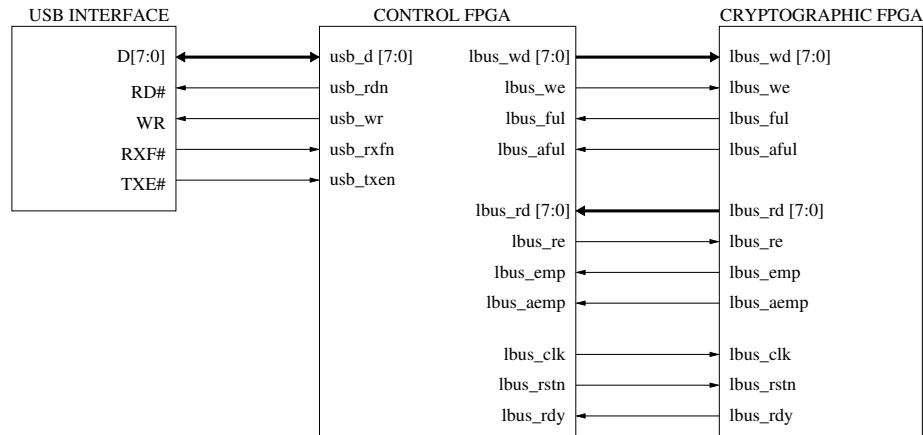 USB INTERFACE CONTROL FPGA CRYPTOGRAPHIC FPGA
D[7:0] usb_d [7:0] lbus_wd [7:0] lbus_wd [7:0]
RD# usb_rdn lbus_we lbus_we
WR usb_wr lbus_ful lbus_ful
RXF# usb_rxfn lbus_aful lbus_aful
TXE# usb_txen
lbus_rd [7:0] lbus_rd [7:0]
lbus_re lbus_re
lbus_emp lbus_emp
lbus_aemp lbus_aemp
lbus_clk lbus_clk
lbus_rstn lbus_rstn
lbus_rdy lbus_rdy